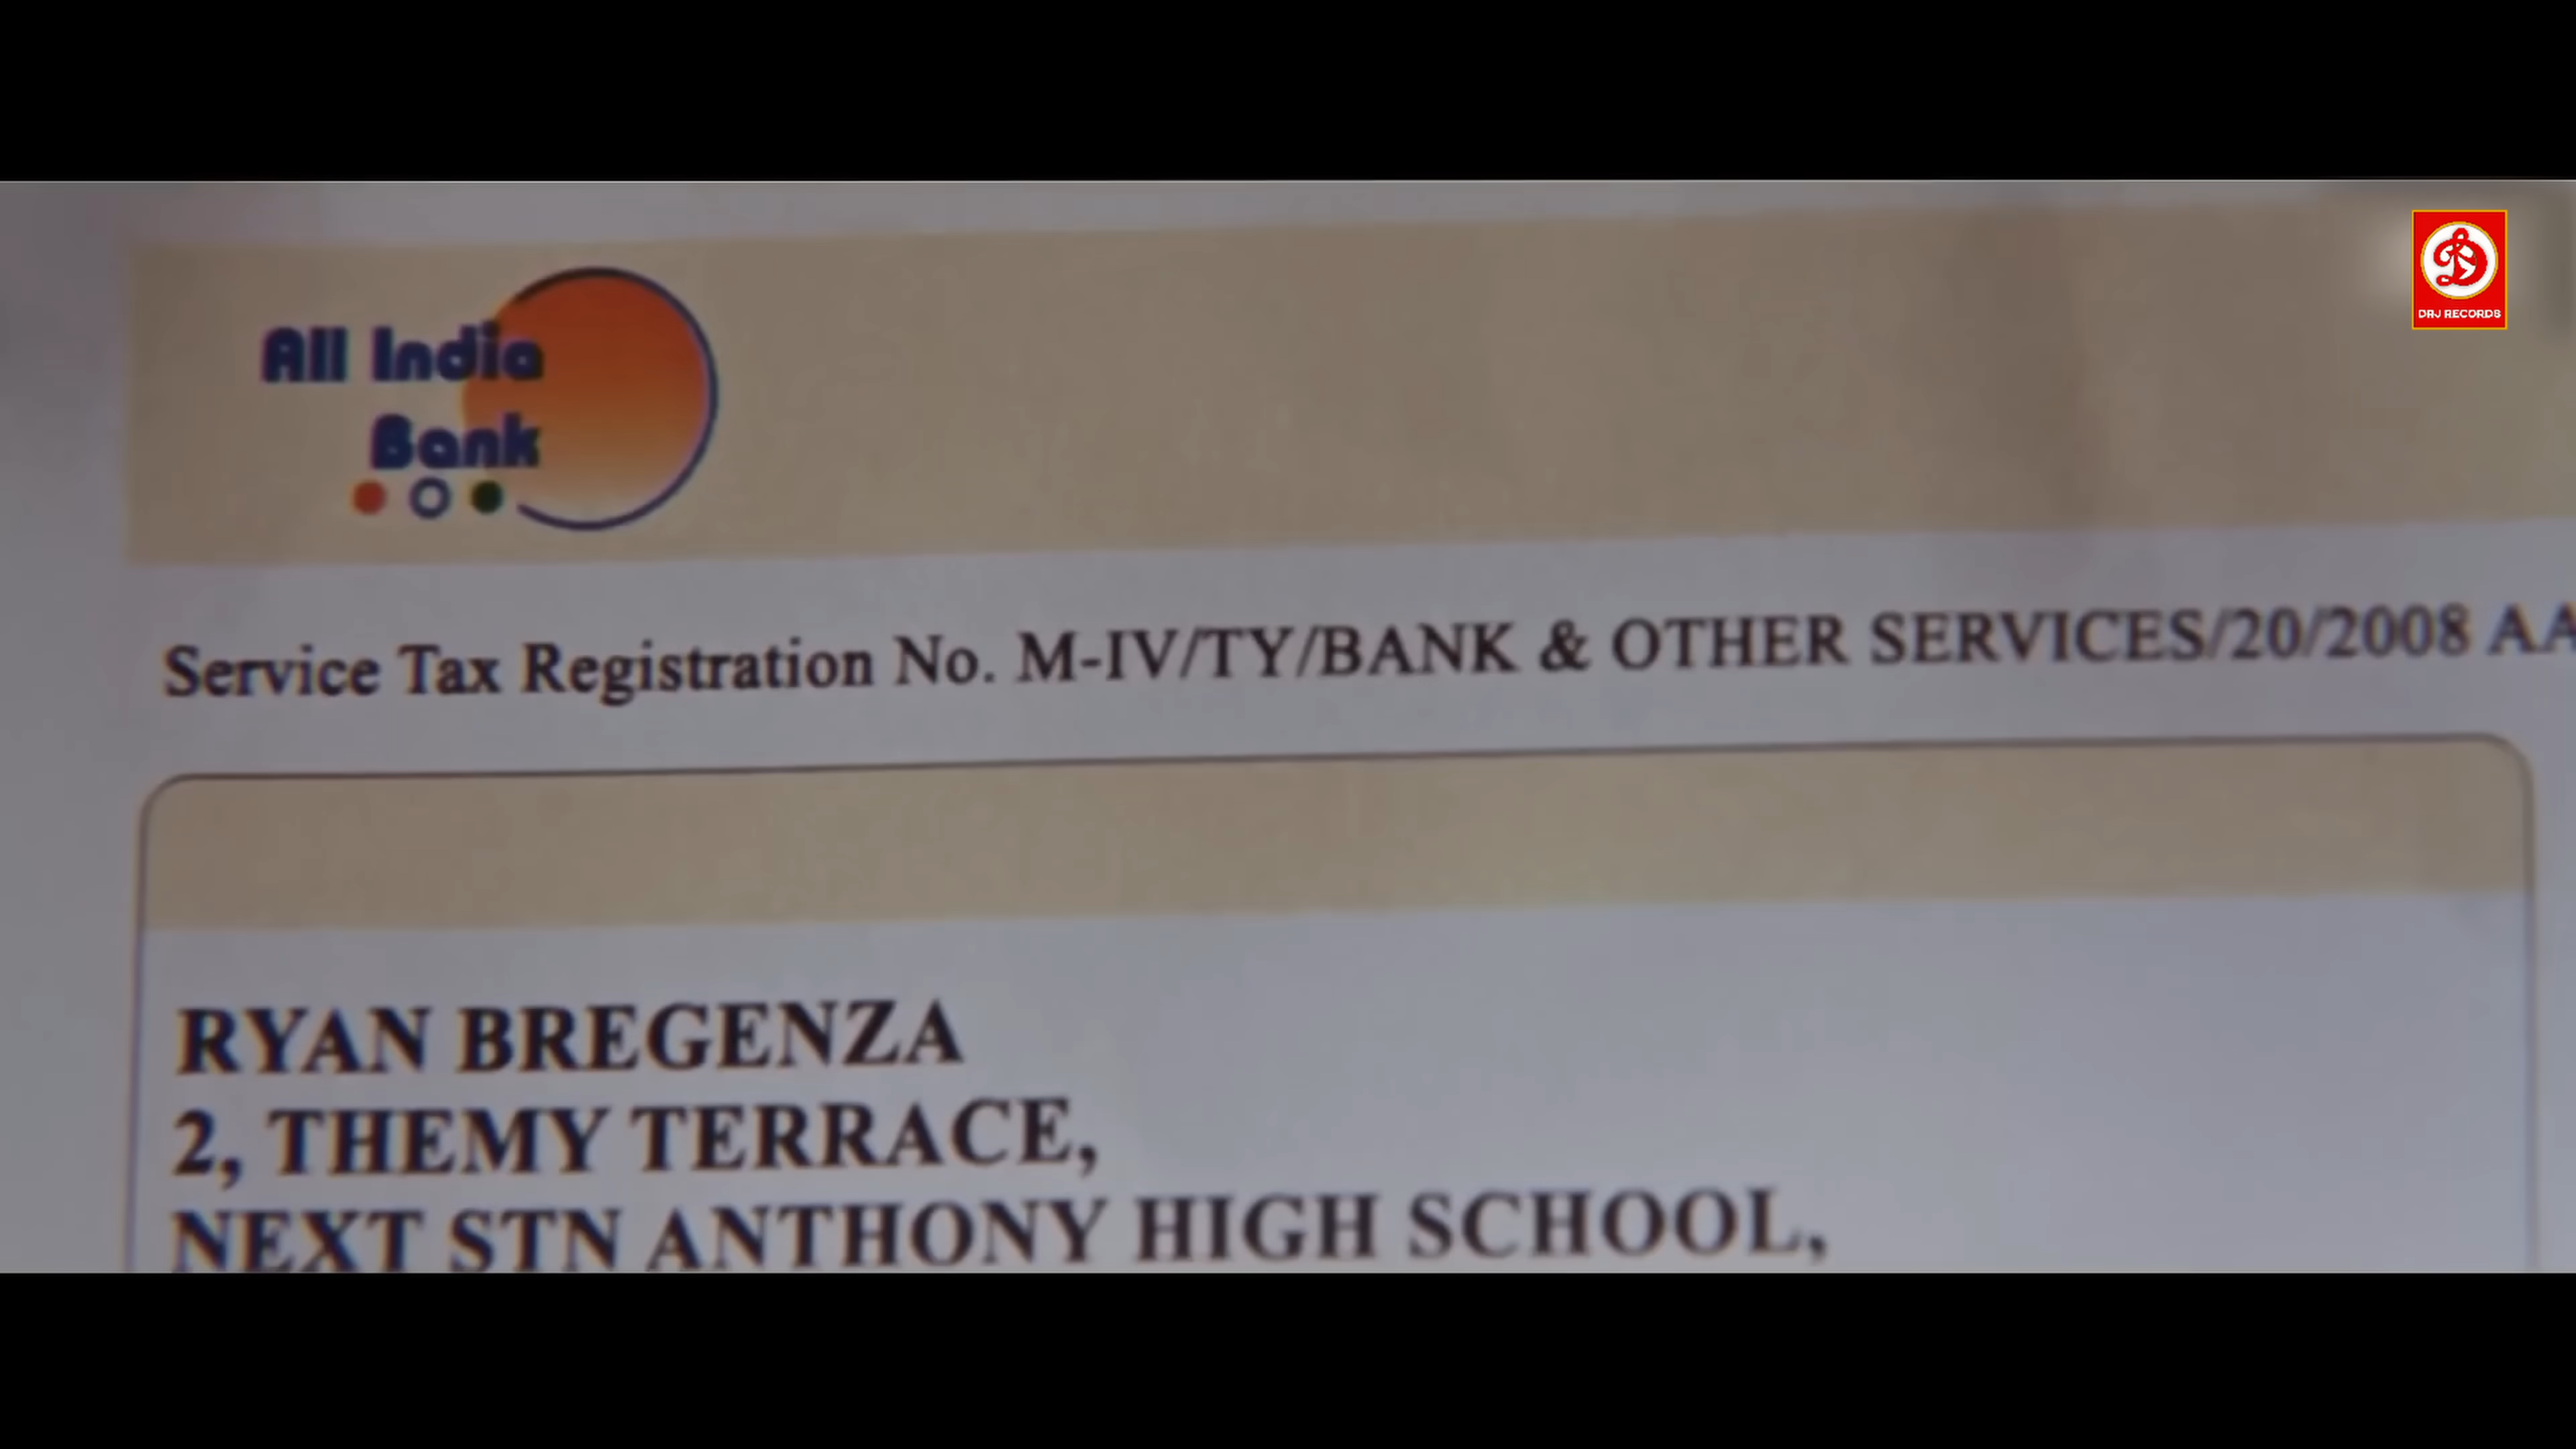 All India
Bank
DRJ RECORDS
Service Tax Registration No. M-IV/TY/BANK & OTHER SERVICES/20/2008 AA
RYAN BREGENZA
2, THEMY TERRACE,
NEXT STN ANTHONY HIGH SCHOOL,